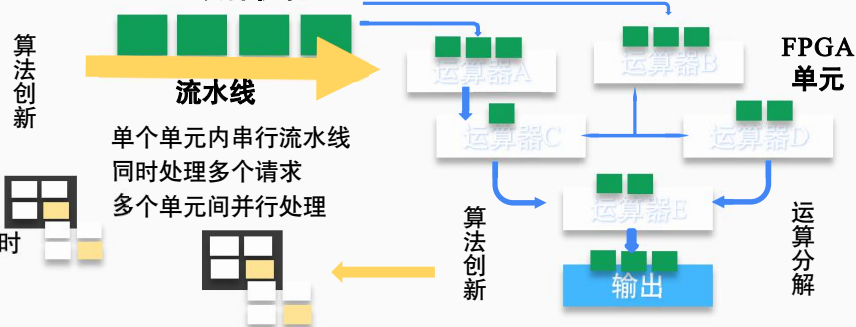 算法创新
流水线
单个单元内串行流水线
同时处理多个请求
多个单元间并行处理
时
运算器A
运算器B
FPGA
单元
运算器C
运算器D
运算器E
算法创新
运算分解
输出